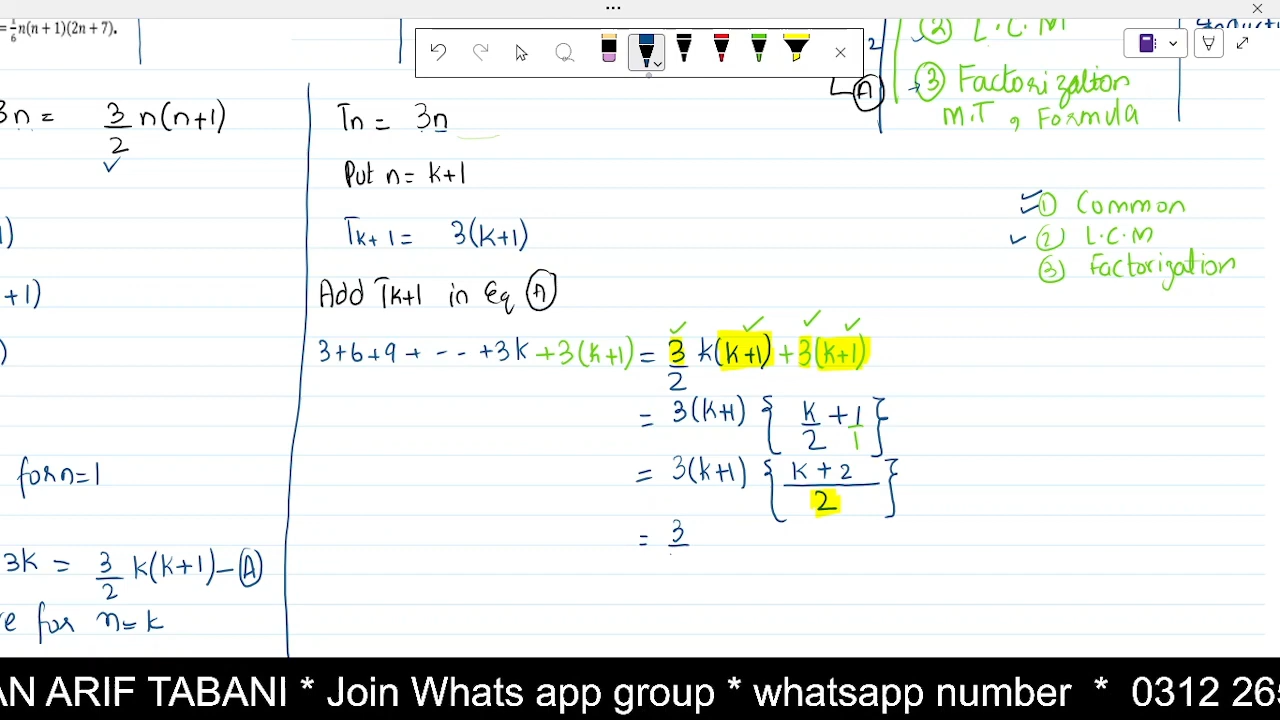 = 1/6 n(n + 1)(2n + 7).
② L.C.M
③ Factorization
M.T , Formula
2
A
3n = 3/2 n(n+1)
+ 1)
for n=1
3k = 3/2 k(k+1) – Ⓐ
for n=k
Tn = 3n
Put n= k+1
Tk+1 = 3(k+1)
Add Tk+1 in Eq Ⓐ
3+6+9+ -- +3k +3(k+1) = 3/2 k(k+1) + 3(k+1)
= 3(k+1) { k/2 + 1/1 }
= 3(k+1) { k+2/2 }
= 3
① Common
② L.C.M
③ Factorization
AN ARIF TABANI * Join Whats app group * whatsapp number * 0312 26